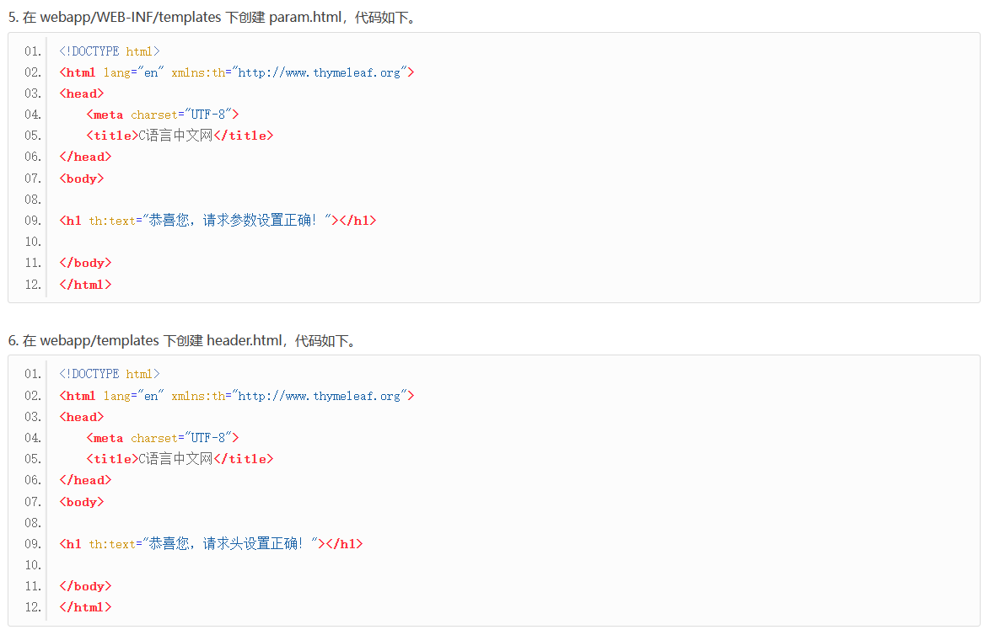 5. 在 webapp/WEB-INF/templates 下创建 param.html，代码如下。
01. <!DOCTYPE html>
02. <html lang="en" xmlns:th="http://www.thymeleaf.org">
03. <head>
04.     <meta charset="UTF-8">
05.     <title>C语言中文网</title>
06. </head>
07. <body>
08.
09. <h1 th:text="恭喜您，请求参数设置正确！"></h1>
10.
11. </body>
12. </html>
6. 在 webapp/templates 下创建 header.html，代码如下。
01. <!DOCTYPE html>
02. <html lang="en" xmlns:th="http://www.thymeleaf.org">
03. <head>
04.     <meta charset="UTF-8">
05.     <title>C语言中文网</title>
06. </head>
07. <body>
08.
09. <h1 th:text="恭喜您，请求头设置正确！"></h1>
10.
11. </body>
12. </html>